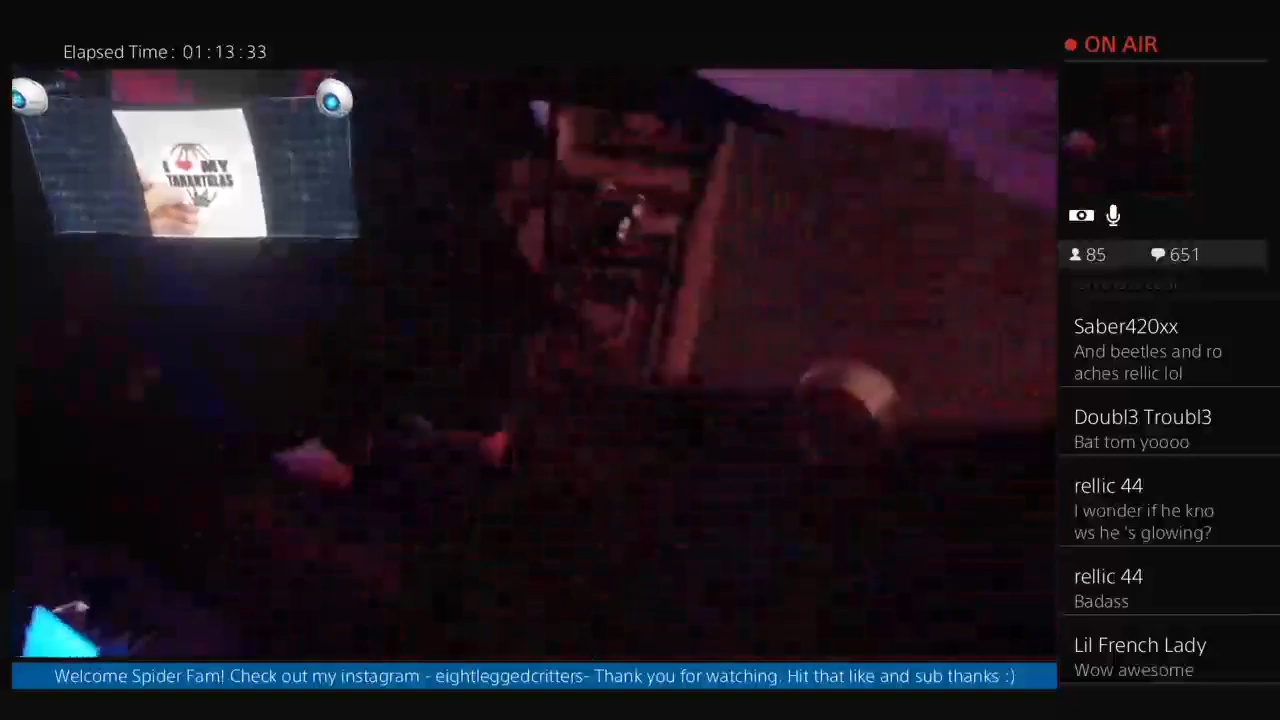 Elapsed Time: 01:13:33
ON AIR
I MY
TARANTULAS
85 651
Saber420xx
And beetles and ro
aches rellic lol
Doubl3 Troubl3
Bat tom yoooo
rellic 44
I wonder if he kno
ws he 's glowing?
rellic 44
Badass
Lil French Lady
Wow awesome
Welcome Spider Fam! Check out my instagram - eightleggedcritters- Thank you for watching. Hit that like and sub thanks :)